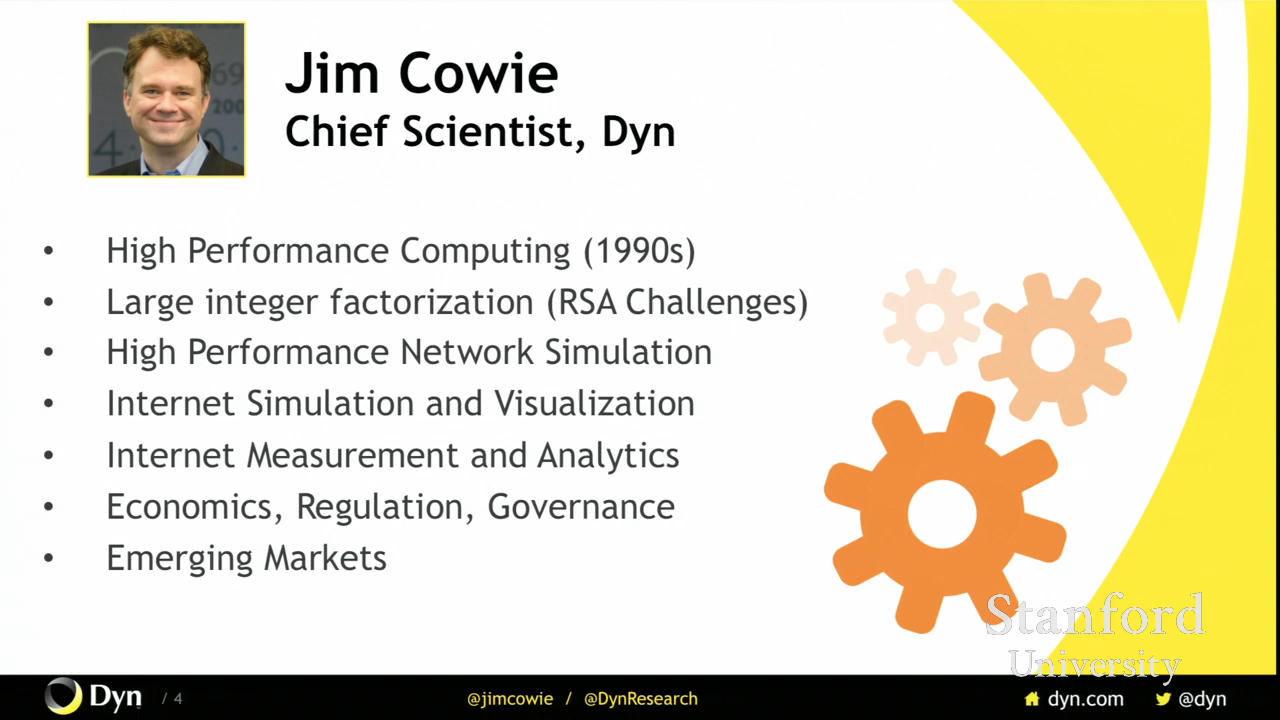 Jim Cowie
Chief Scientist, Dyn
• High Performance Computing (1990s)
• Large integer factorization (RSA Challenges)
• High Performance Network Simulation
• Internet Simulation and Visualization
• Internet Measurement and Analytics
• Economics, Regulation, Governance
• Emerging Markets
Stanford
University
Dyn / 4 @jimcowie / @DynResearch dyn.com @dyn